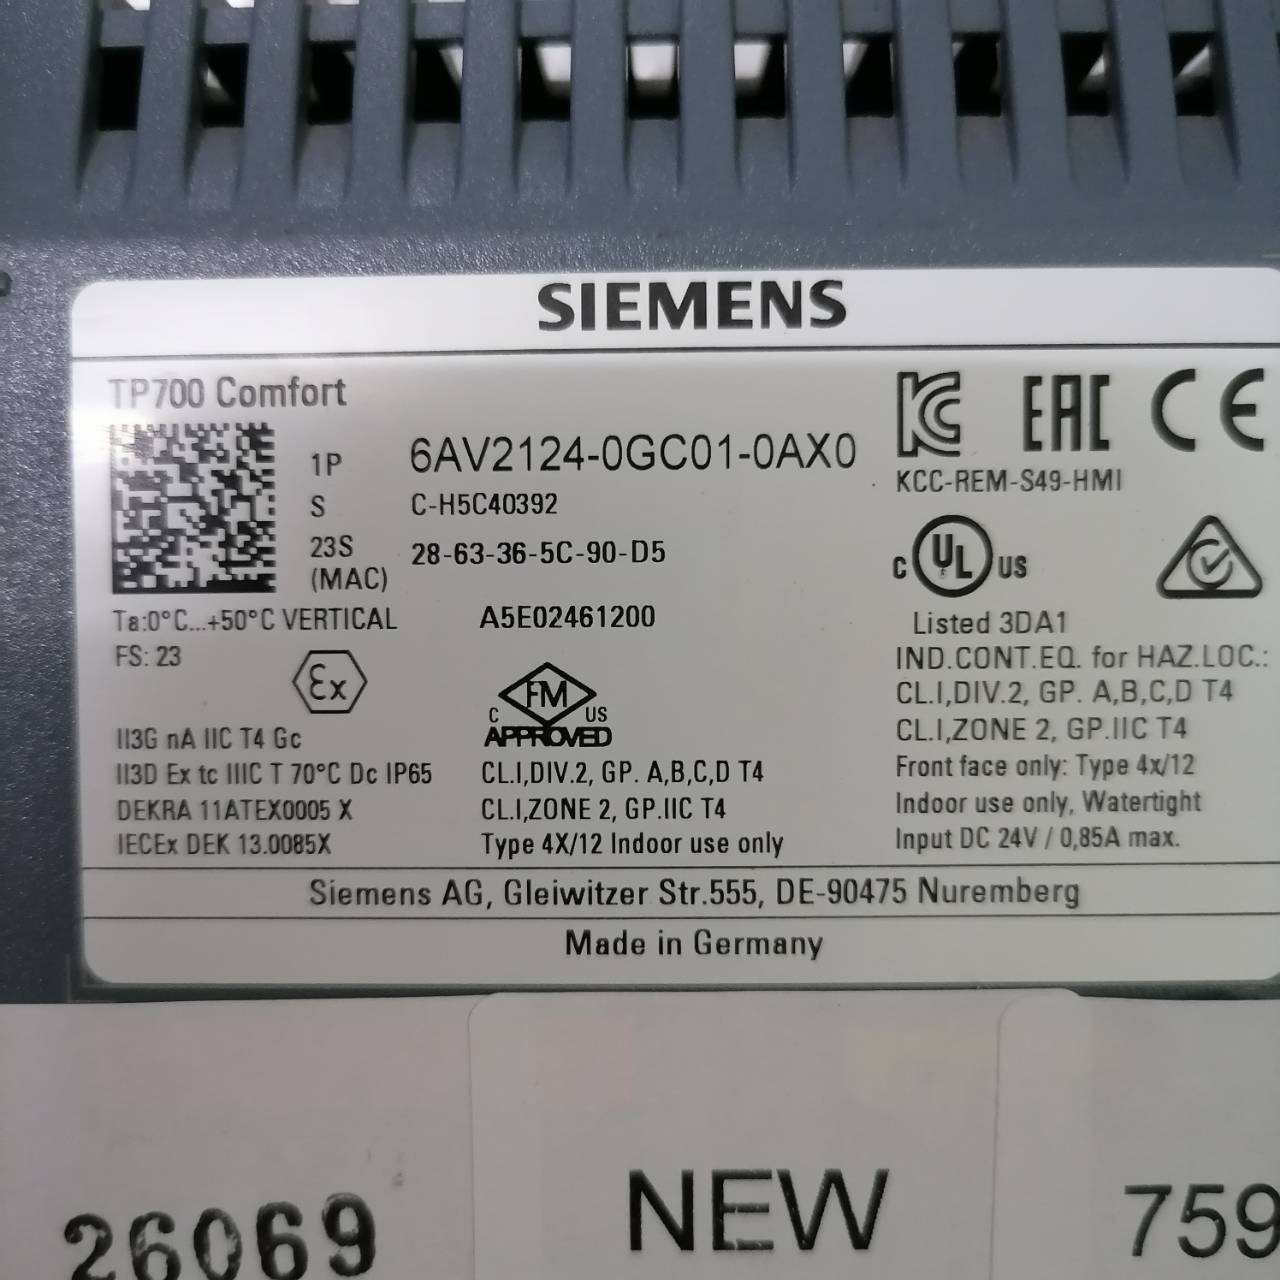 SIEMENS
TP700 Comfort
1P 6AV2124-0GC01-0AX0
S C-H5C40392
23S 28-63-36-5C-90-D5
(MAC)
Ta:0°C...+50°C VERTICAL A5E02461200
FS: 23
Ex
II3G nA IIC T4 Gc
II3D Ex tc IIIC T 70°C Dc IP65
DEKRA 11ATEX0005 X
IECEx DEK 13.0085X
FM
C US
APPROVED
CL.I,DIV.2, GP. A,B,C,D T4
CL.I,ZONE 2, GP.IIC T4
Type 4X/12 Indoor use only
KC EAC CE
KCC-REM-S49-HMI
C UL US
Listed 3DA1
IND.CONT.EQ. for HAZ.LOC.:
CL.I,DIV.2, GP. A,B,C,D T4
CL.I,ZONE 2, GP.IIC T4
Front face only: Type 4x/12
Indoor use only, Watertight
Input DC 24V / 0,85A max.
Siemens AG, Gleiwitzer Str.555, DE-90475 Nuremberg
Made in Germany
26069 NEW 759